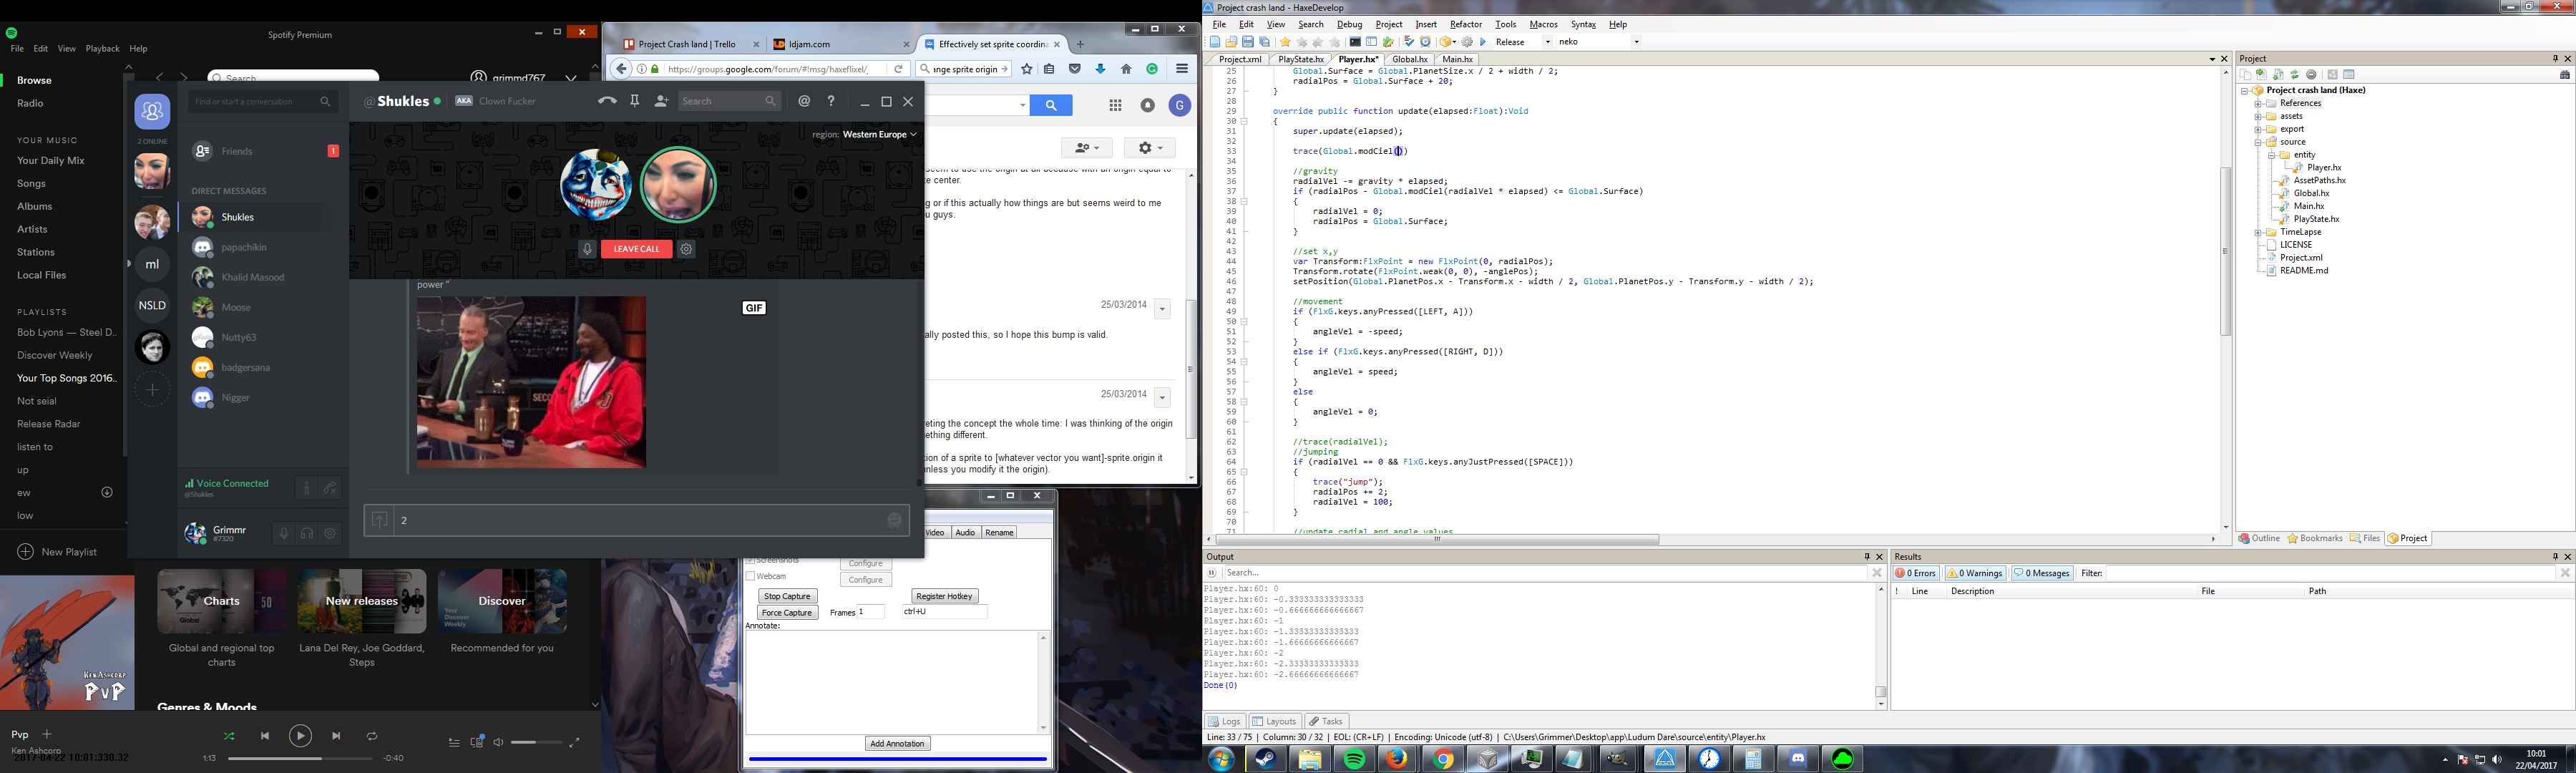 Spotify Premium
File Edit View Playback Help
Search
grimmd767
Browse
Radio
YOUR MUSIC
Your Daily Mix
Songs
Albums
Artists
Stations
Local Files
PLAYLISTS
Bob Lyons — Steel D..
Discover Weekly
Your Top Songs 2016..
Not seial
Release Radar
listen to
up
ew
low
New Playlist
KEN ASHCORP
PvP
Charts
New releases
Discover
Global and regional top
charts
Lana Del Rey, Joe Goddard,
Steps
Recommended for you
Genres & Moods
Pvp
Ken Ashcorp
2017-04-22 10:01:330.32
1:13
-0:40
2 ONLINE
ml
NSLD
Find or start a conversation
Friends
1
DIRECT MESSAGES
Shukles
papachikin
Khalid Masood
Moose
Nutty63
badgersana
Nigger
Voice Connected
@Shukles
Grimmr
#7320
@Shukles
AKA Clown Fucker
Search
region: Western Europe
LEAVE CALL
power "
GIF
2
Project Crash land | Trello
ldjam.com
Effectively set sprite coordina
https://groups.google.com/forum/#!msg/haxeflixel/
ange sprite origin
G
seem to use the origin at all because with an origin equal to
e center.
g or if this actually how things are but seems weird to me
u guys.
25/03/2014
ally posted this, so I hope this bump is valid.
25/03/2014
reting the concept the whole time: I was thinking of the origin
ething different.
tion of a sprite to [whatever vector you want]-sprite.origin it
unless you modify it the origin).
Video Audio Rename
Screenshots
Configure
Webcam
Configure
Stop Capture
Register Hotkey
Force Capture
Frames 1
ctrl+U
Annotate:
Add Annotation
Project crash land - HaxeDevelop
File Edit View Search Debug Project Insert Refactor Tools Macros Syntax Help
Release
neko
Project.xml PlayState.hx Player.hx* Global.hx Main.hx
25 Global.Surface = Global.PlanetSize.x / 2 + width / 2;
26 radialPos = Global.Surface + 20;
27 }
28
29 override public function update(elapsed:Float):Void
30 {
31 super.update(elapsed);
32
33 trace(Global.modCiel())
34
35 //gravity
36 radialVel -= gravity * elapsed;
37 if (radialPos - Global.modCiel(radialVel * elapsed) <= Global.Surface)
38 {
39 radialVel = 0;
40 radialPos = Global.Surface;
41 }
42
43 //set x,y
44 var Transform:FlxPoint = new FlxPoint(0, radialPos);
45 Transform.rotate(FlxPoint.weak(0, 0), -anglePos);
46 setPosition(Global.PlanetPos.x - Transform.x - width / 2, Global.PlanetPos.y - Transform.y - width / 2);
47
48 //movement
49 if (FlxG.keys.anyPressed([LEFT, A]))
50 {
51 angleVel = -speed;
52 }
53 else if (FlxG.keys.anyPressed([RIGHT, D]))
54 {
55 angleVel = speed;
56 }
57 else
58 {
59 angleVel = 0;
60 }
61
62 //trace(radialVel);
63 //jumping
64 if (radialVel == 0 && FlxG.keys.anyJustPressed([SPACE]))
65 {
66 trace("jump");
67 radialPos += 2;
68 radialVel = 100;
69 }
70
71 //update radial and angle values
Project
Project crash land (Haxe)
References
assets
export
source
entity
Player.hx
AssetPaths.hx
Global.hx
Main.hx
PlayState.hx
TimeLapse
LICENSE
Project.xml
README.md
Outline Bookmarks Files Project
Output
Search...
Player.hx:60: 0
Player.hx:60: -0.333333333333333
Player.hx:60: -0.666666666666667
Player.hx:60: -1
Player.hx:60: -1.33333333333333
Player.hx:60: -1.66666666666667
Player.hx:60: -2
Player.hx:60: -2.33333333333333
Player.hx:60: -2.66666666666667
Done(0)
Results
0 Errors 0 Warnings 0 Messages Filter:
! Line Description File Path
Logs Layouts Tasks
Line: 33 / 75 | Column: 30 / 32 | EOL: (CR+LF) | Encoding: Unicode (utf-8) | C:\Users\Grimmer\Desktop\app\Ludum Dare\source\entity\Player.hx
10:01
22/04/2017